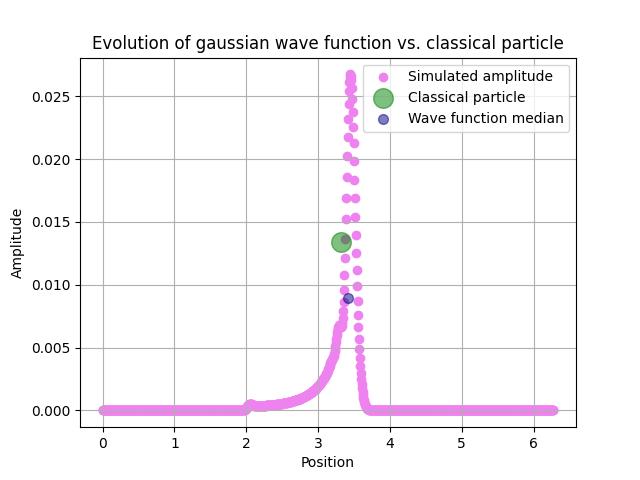 Evolution of gaussian wave function vs. classical particle
Simulated amplitude
Classical particle
Wave function median
Amplitude
0.025
0.020
0.015
0.010
0.005
0.000
0 1 2 3 4 5 6
Position